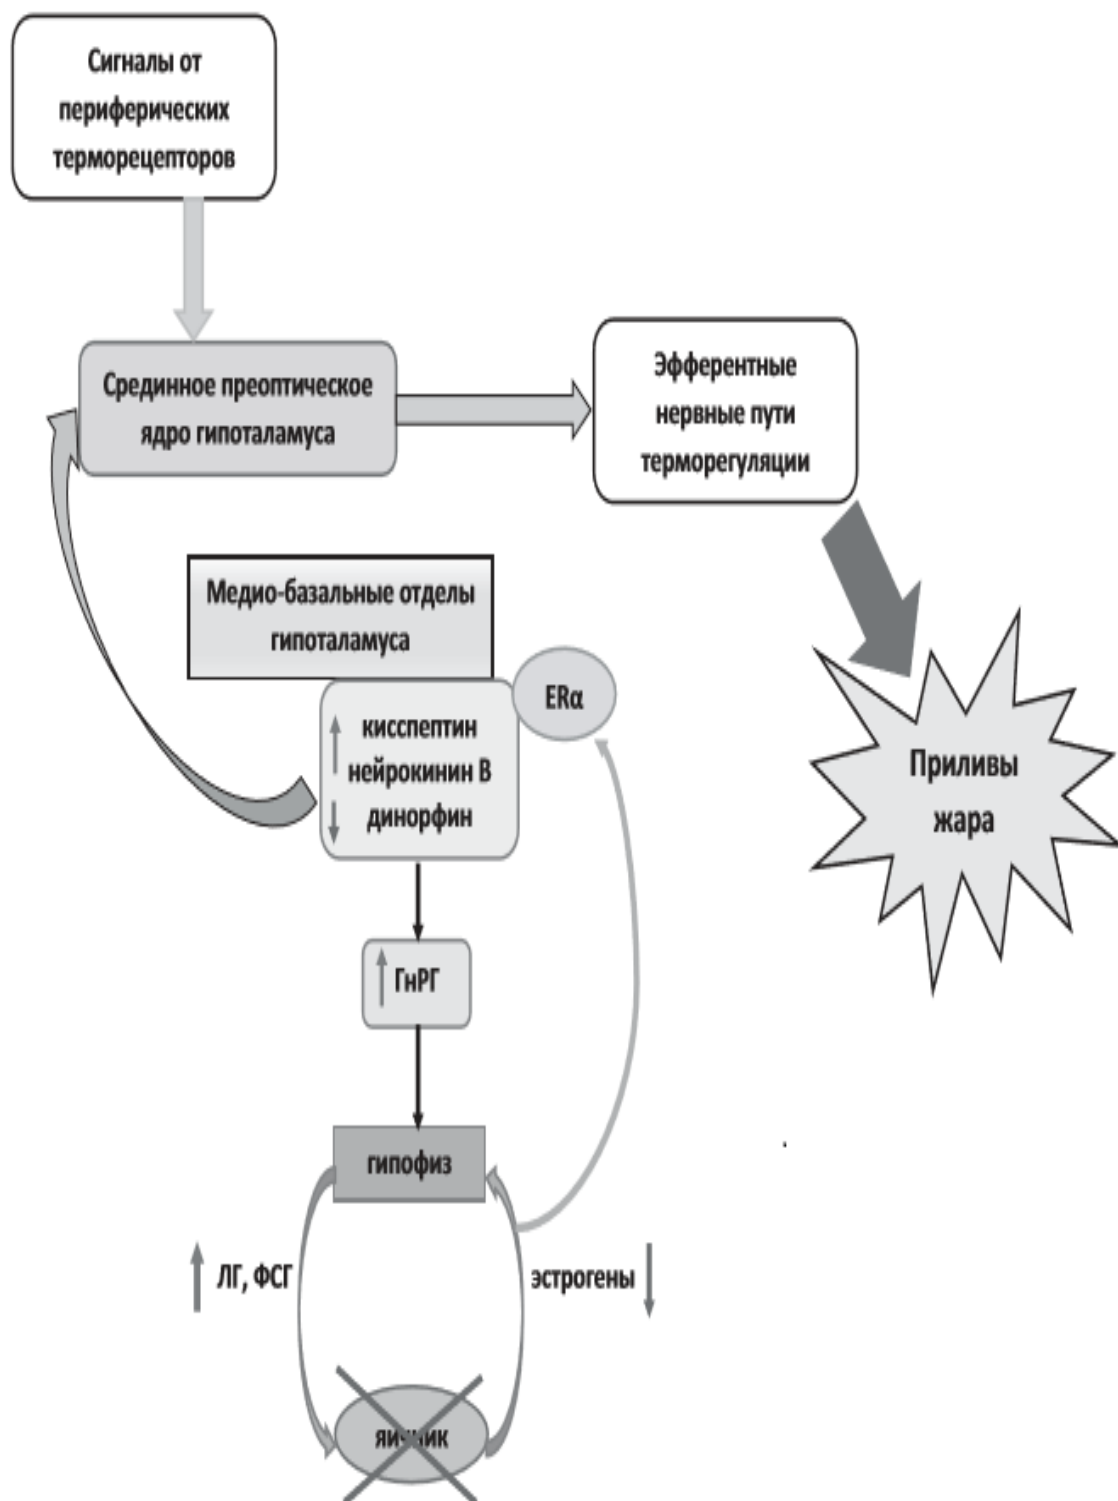 Сигналы от
периферических
терморецепторов
Срединное преоптическое
ядро гипоталамуса
Эфферентные
нервные пути
терморегуляции
Медио-базальные отделы
гипоталамуса
ERα
кисспептин
нейрокинин В
динорфин
Приливы
жара
ГнРГ
гипофиз
ЛГ, ФСГ
эстрогены
яичник